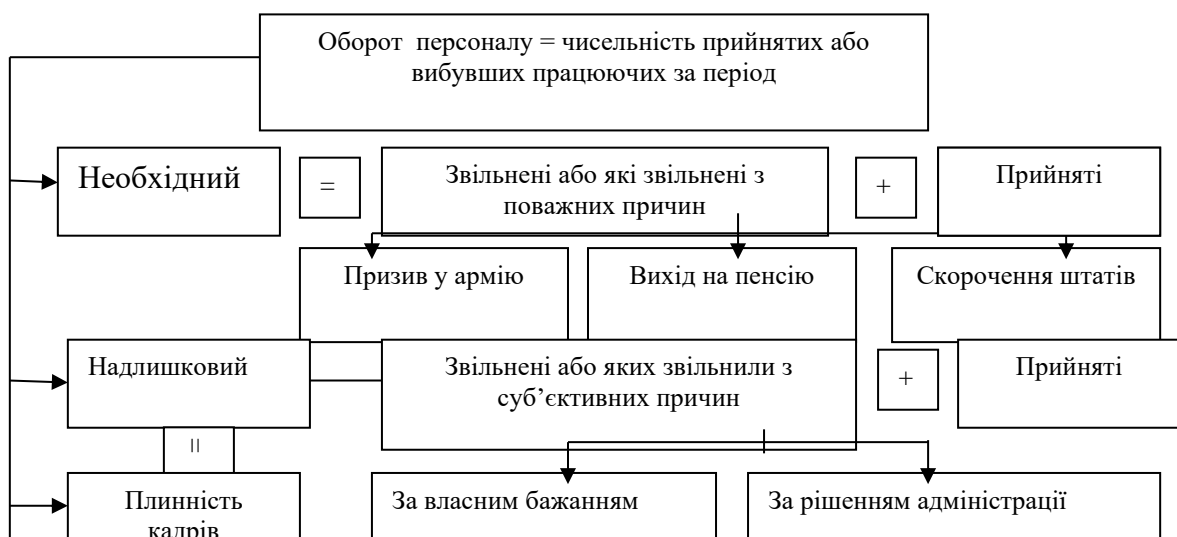 Оборот персоналу = чисельність прийнятих або
вибувших працюючих за період
Необхідний
=
Звільнені або які звільнені з
поважних причин
+
Прийняті
Призив у армію
Вихід на пенсію
Скорочення штатів
Надлишковий
Звільнені або яких звільнили з
суб’єктивних причин
+
Прийняті
=
Плинність
кадрів
За власним бажанням
За рішенням адміністрації